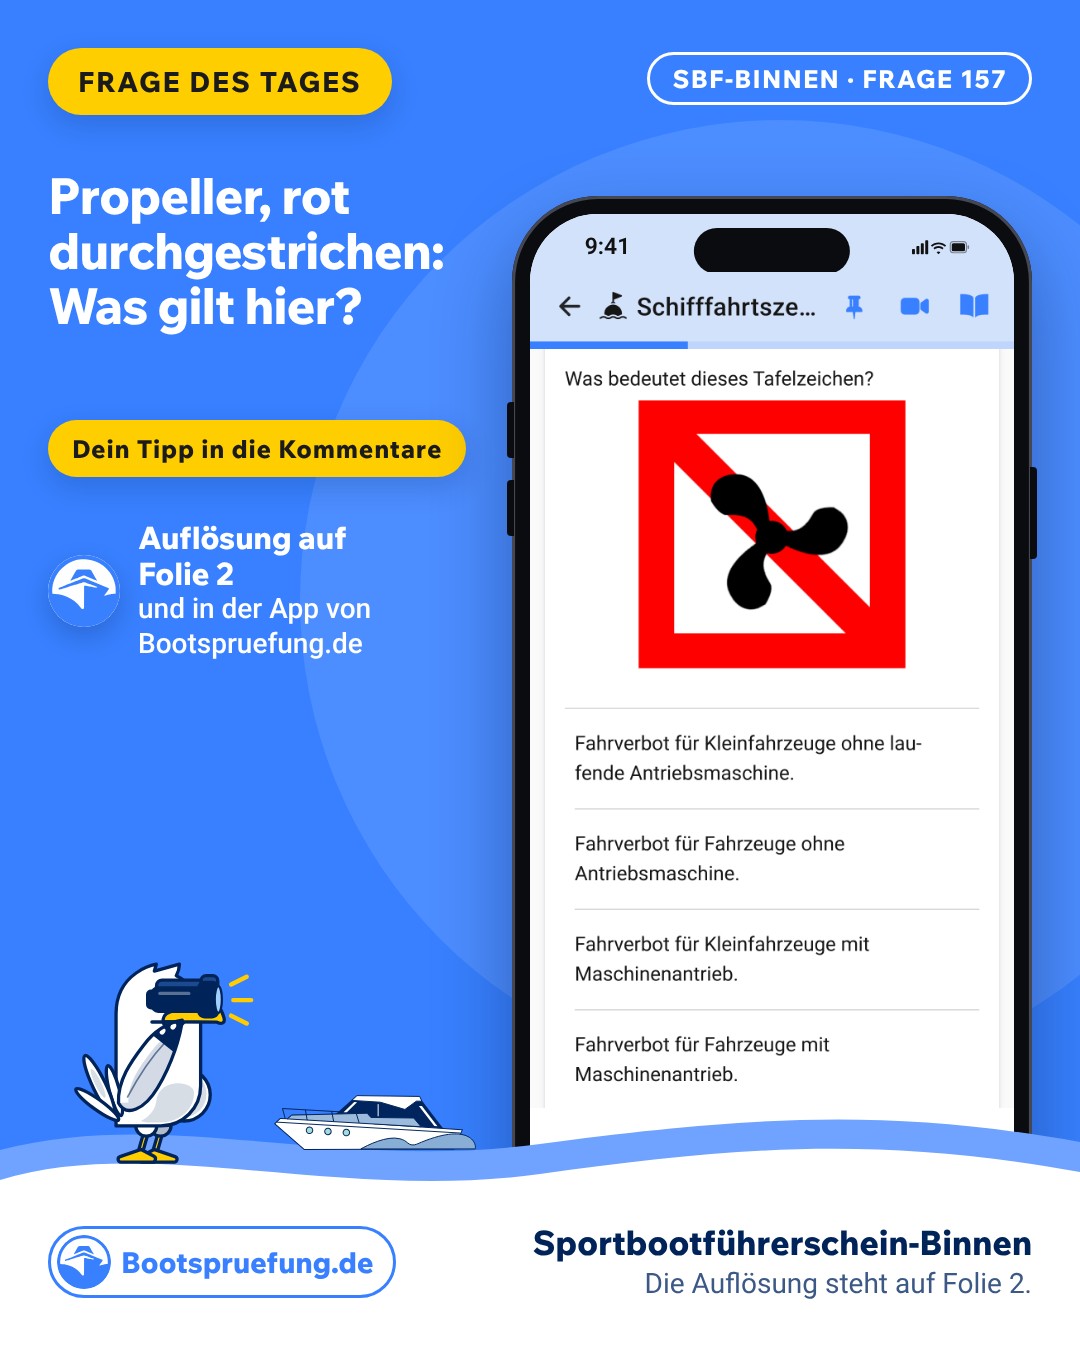 FRAGE DES TAGES
SBF-BINNEN · FRAGE 157
Propeller, rot
durchgestrichen:
Was gilt hier?
Dein Tipp in die Kommentare
Auflösung auf
Folie 2
und in der App von
Bootspruefung.de
9:41
Schifffahrtsze...
Was bedeutet dieses Tafelzeichen?
Fahrverbot für Kleinfahrzeuge ohne lau-
fende Antriebsmaschine.
Fahrverbot für Fahrzeuge ohne
Antriebsmaschine.
Fahrverbot für Kleinfahrzeuge mit
Maschinenantrieb.
Fahrverbot für Fahrzeuge mit
Maschinenantrieb.
Bootspruefung.de
Sportbootführerschein-Binnen
Die Auflösung steht auf Folie 2.